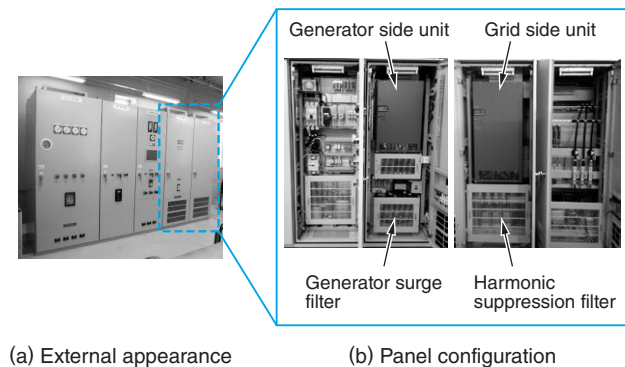 Generator side unit
Grid side unit
Generator surge
filter
Harmonic
suppression filter
(a) External appearance
(b) Panel configuration